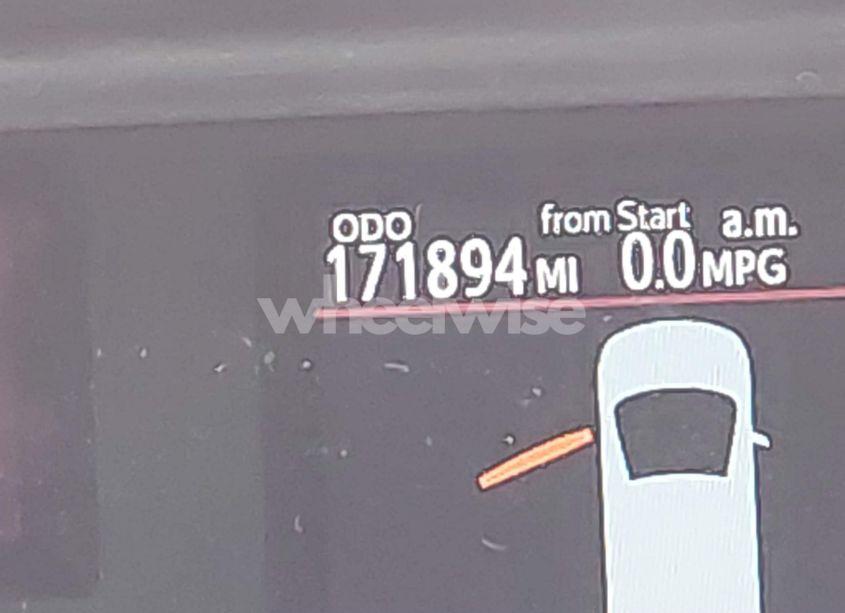 ODO from Start a.m.
171894 MI 0.0 MPG
wheelwise